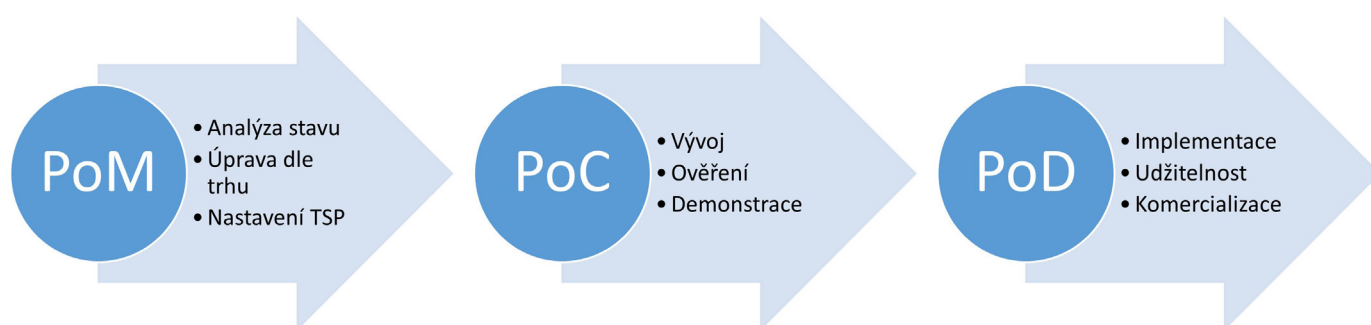 PoM
• Analýza stavu
• Úprava dle
trhu
• Nastavení TSP
PoC
• Vývoj
• Ověření
• Demonstrace
PoD
• Implementace
• Udžitelnost
• Komercializace